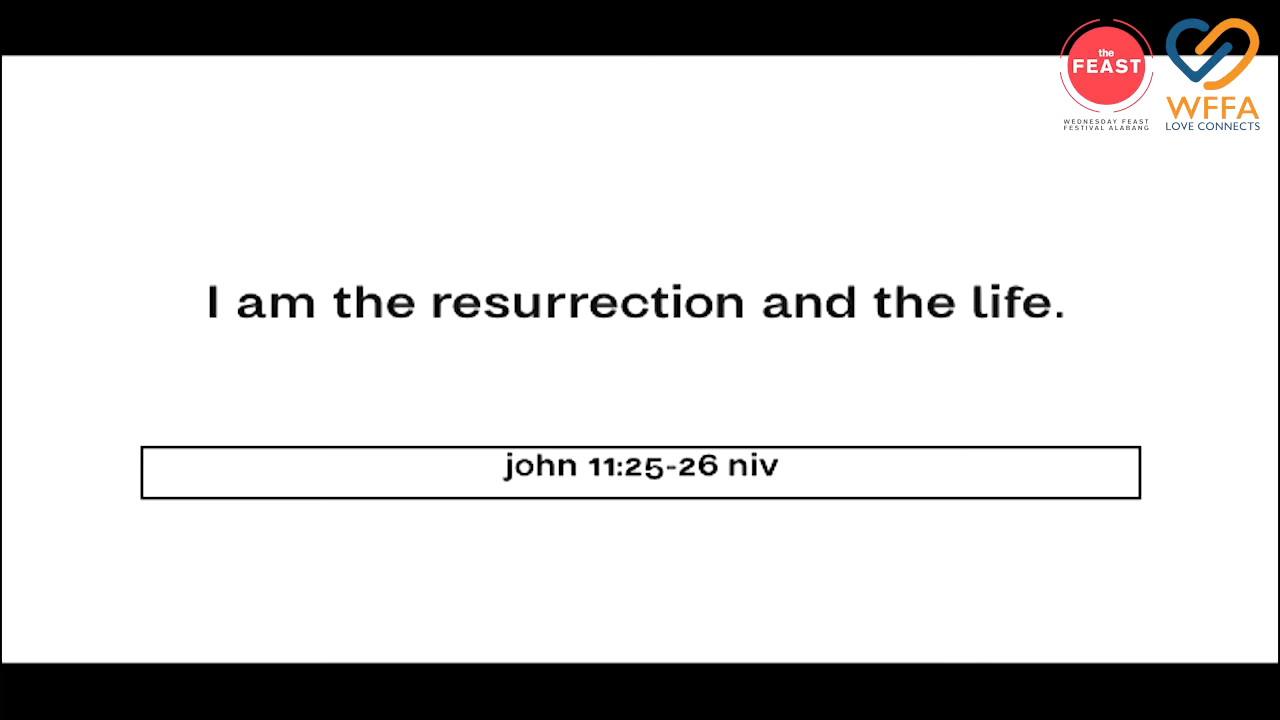 the
FEAST
WEDNESDAY FEAST
FESTIVAL ALABANG
WFFA
LOVE CONNECTS
I am the resurrection and the life.
john 11:25-26 niv